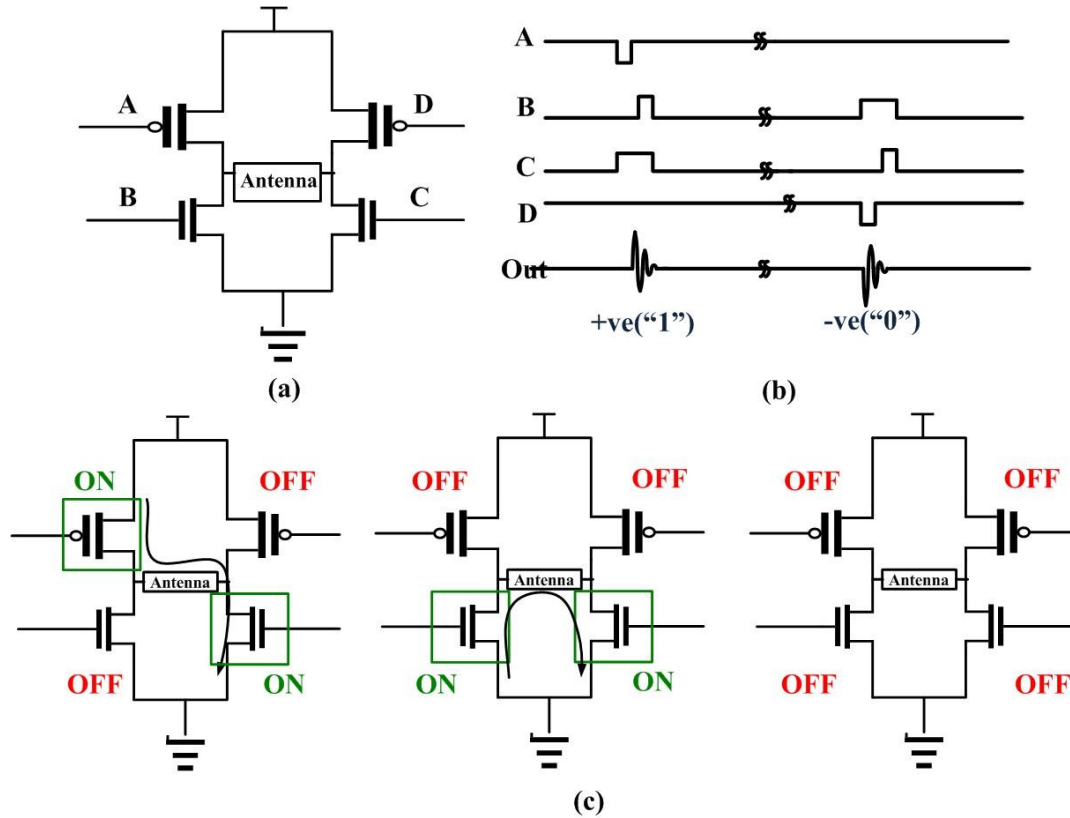 A
D
Antenna
B
C
(a)
A
B
C
D
Out
+ve(“1”)
-ve(“0”)
(b)
ON
OFF
Antenna
OFF
ON
OFF
OFF
Antenna
ON
ON
OFF
OFF
Antenna
OFF
OFF
(c)